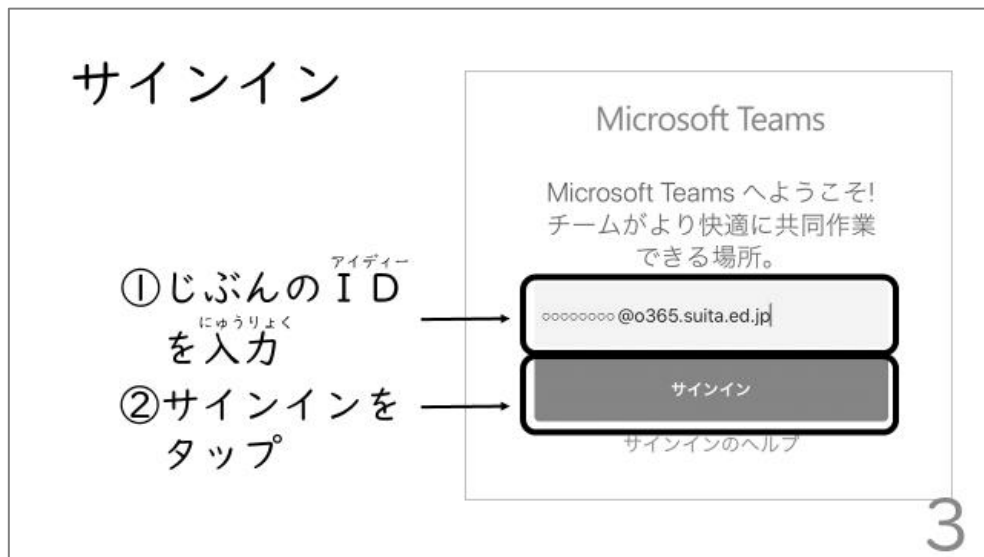 サインイン
①じぶんのID
アイディー
を入力
にゅうりょく
②サインインを
タップ
Microsoft Teams
Microsoft Teams へようこそ!
チームがより快適に共同作業
できる場所。
○○○○○○○○@o365.suita.ed.jp
サインイン
サインインのヘルプ
3